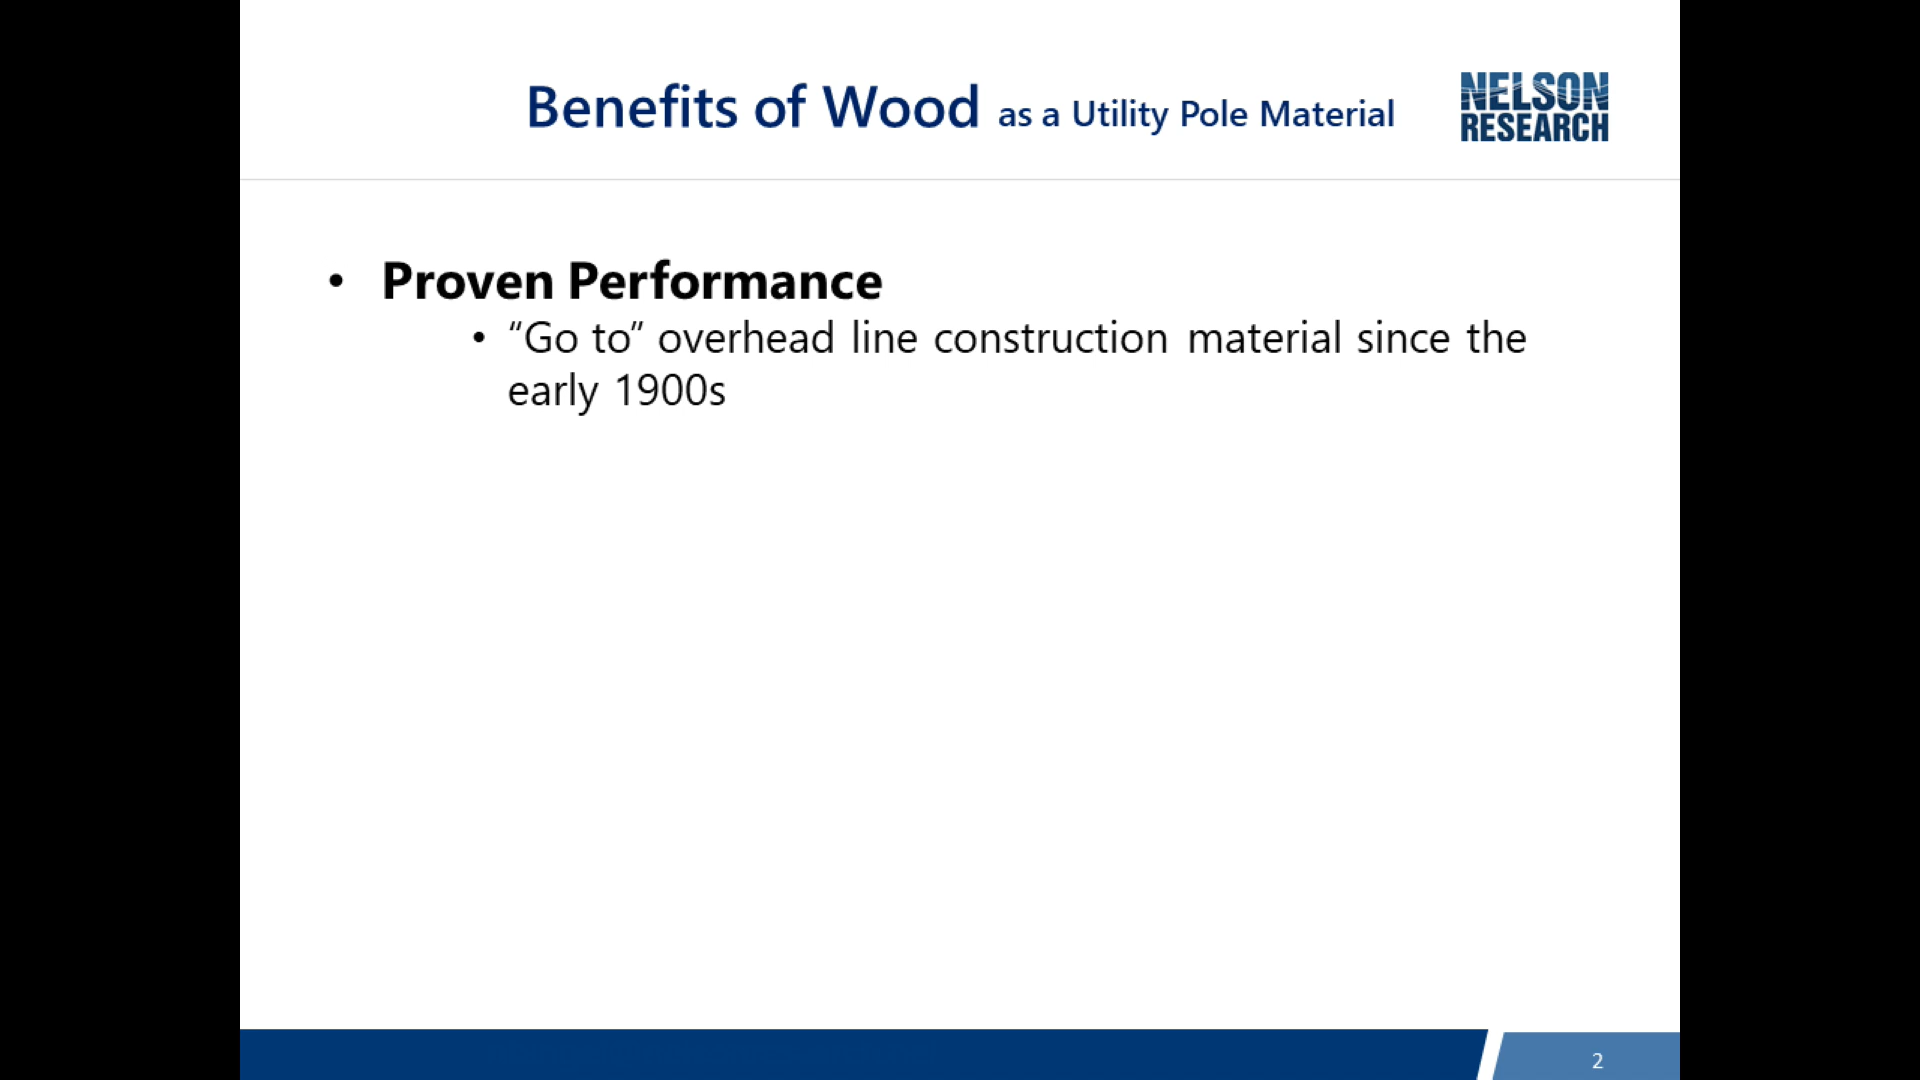 Benefits of Wood as a Utility Pole Material
NELSON
RESEARCH
• Proven Performance
• “Go to” overhead line construction material since the
early 1900s
2